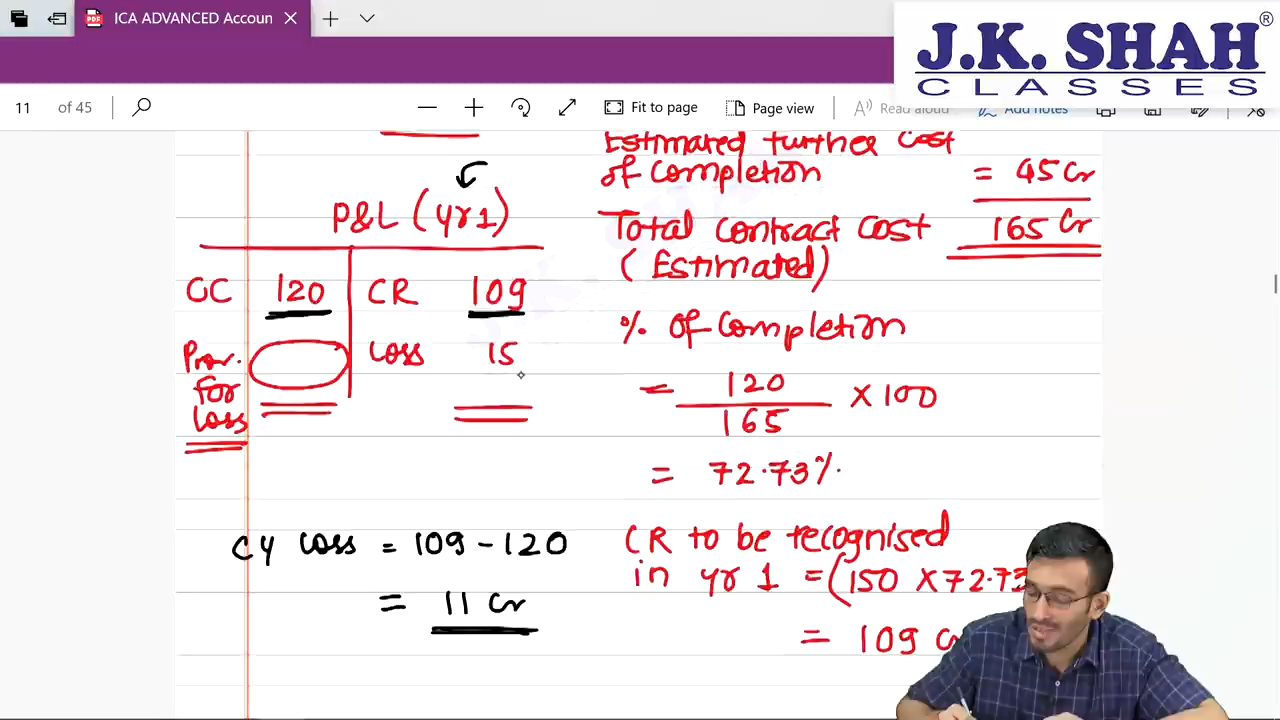 ICA ADVANCED Accoun
J.K. SHAH®
CLASSES
11 of 45
Fit to page
Page view
Read aloud
Add notes
Estimated further cost
of completion = 45 Cr
P&L (yr1)
Total contract cost 165 Cr
(Estimated)
CC 120 CR 109
Prov. for loss
Loss 15
% of completion
= 120 / 165 × 100
= 72.73%
CY loss = 109 - 120
= 11 Cr
CR to be recognised
in yr 1 = (150 × 72.73
= 109 C